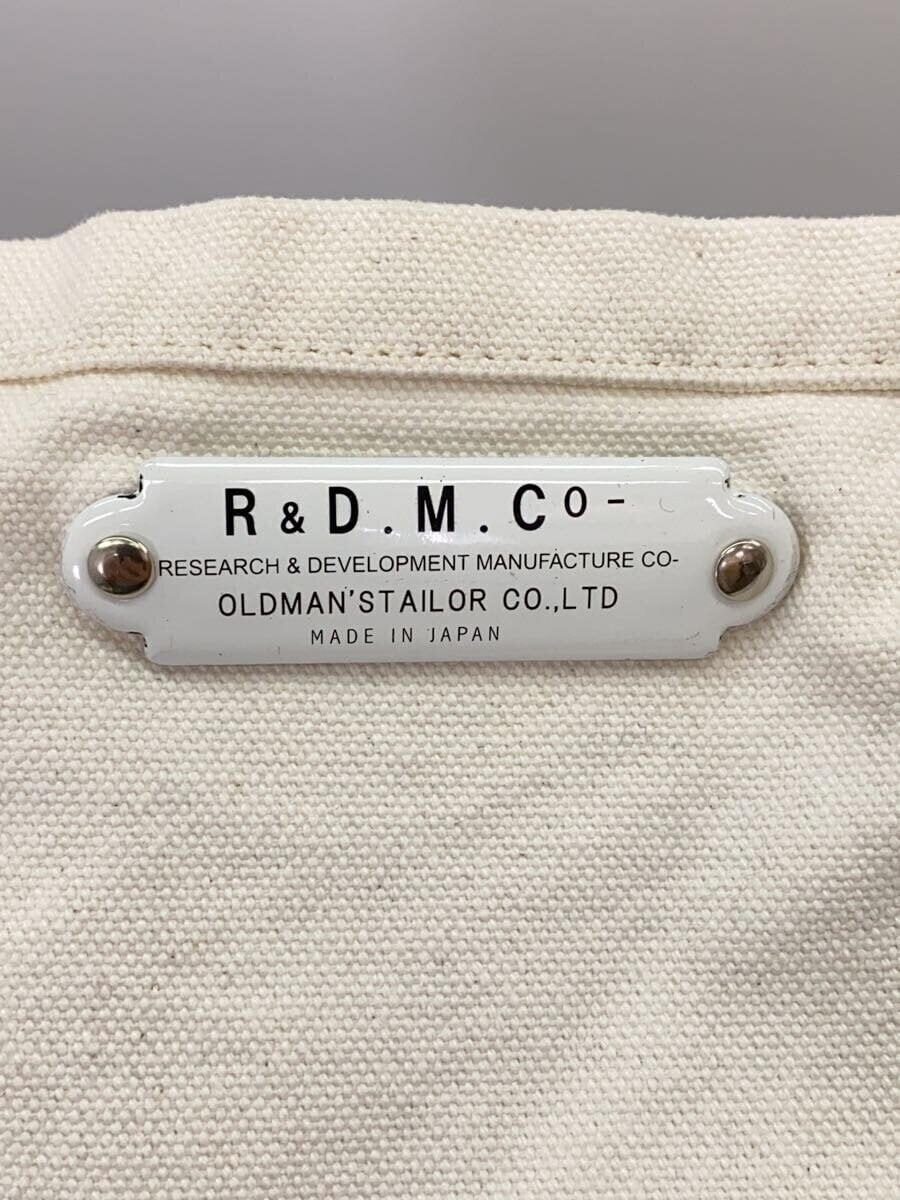 R & D . M . Co -
RESEARCH & DEVELOPMENT MANUFACTURE CO-
OLDMAN'STAILOR CO.,LTD
MADE IN JAPAN